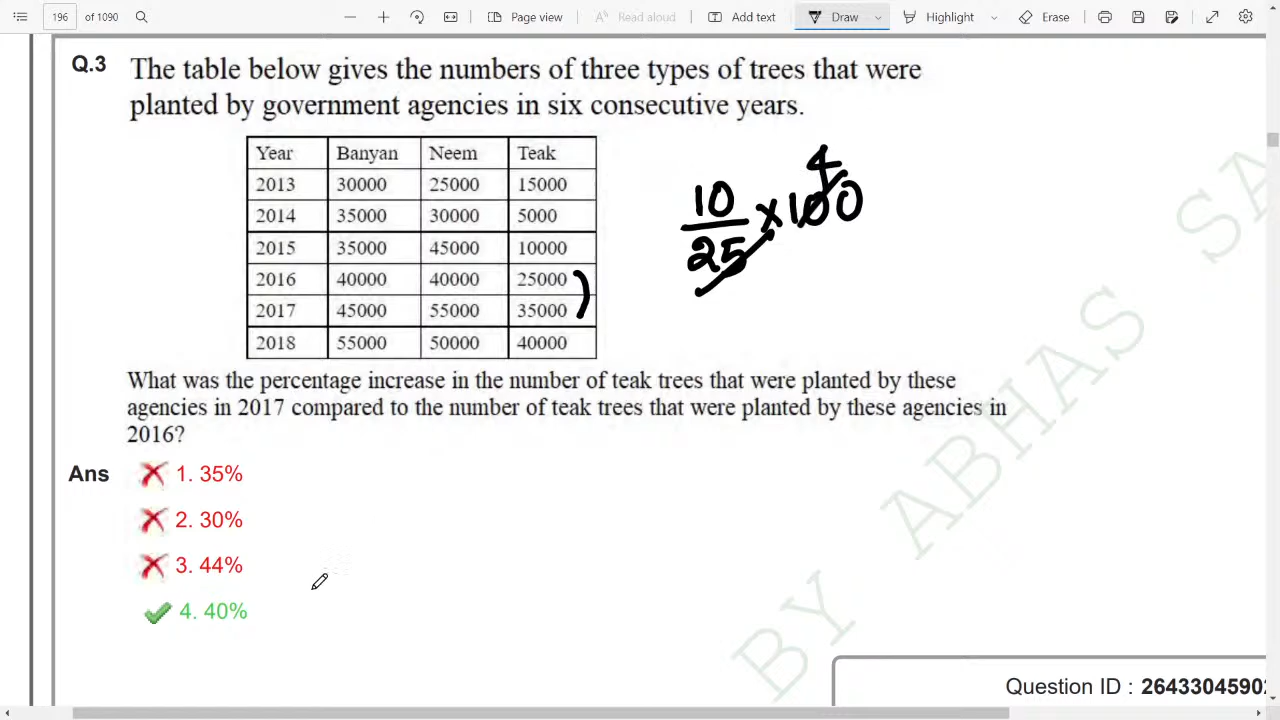 196 of 1090 Page view Read aloud Add text Draw Highlight Erase
Q.3 The table below gives the numbers of three types of trees that were
planted by government agencies in six consecutive years.
Year Banyan Neem Teak
2013 30000 25000 15000
2014 35000 30000 5000
2015 35000 45000 10000
2016 40000 40000 25000
2017 45000 55000 35000
2018 55000 50000 40000
4
10
× 100
25
What was the percentage increase in the number of teak trees that were planted by these
agencies in 2017 compared to the number of teak trees that were planted by these agencies in
2016?
Ans 1. 35%
2. 30%
3. 44%
4. 40%
BY ABHAS SA
Question ID : 26433045902